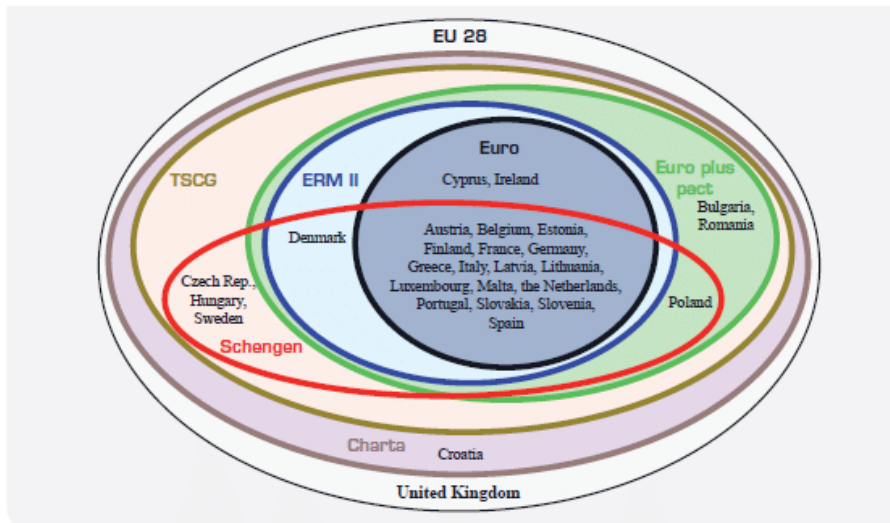 EU 28
Euro
TSCG
ERM II
Euro plus
pact
Cyprus, Ireland
Bulgaria,
Romania
Denmark
Austria, Belgium, Estonia,
Finland, France, Germany,
Greece, Italy, Latvia, Lithuania,
Luxembourg, Malta, the Netherlands,
Portugal, Slovakia, Slovenia,
Spain
Czech Rep.,
Hungary,
Sweden
Poland
Schengen
Charta
Croatia
United Kingdom